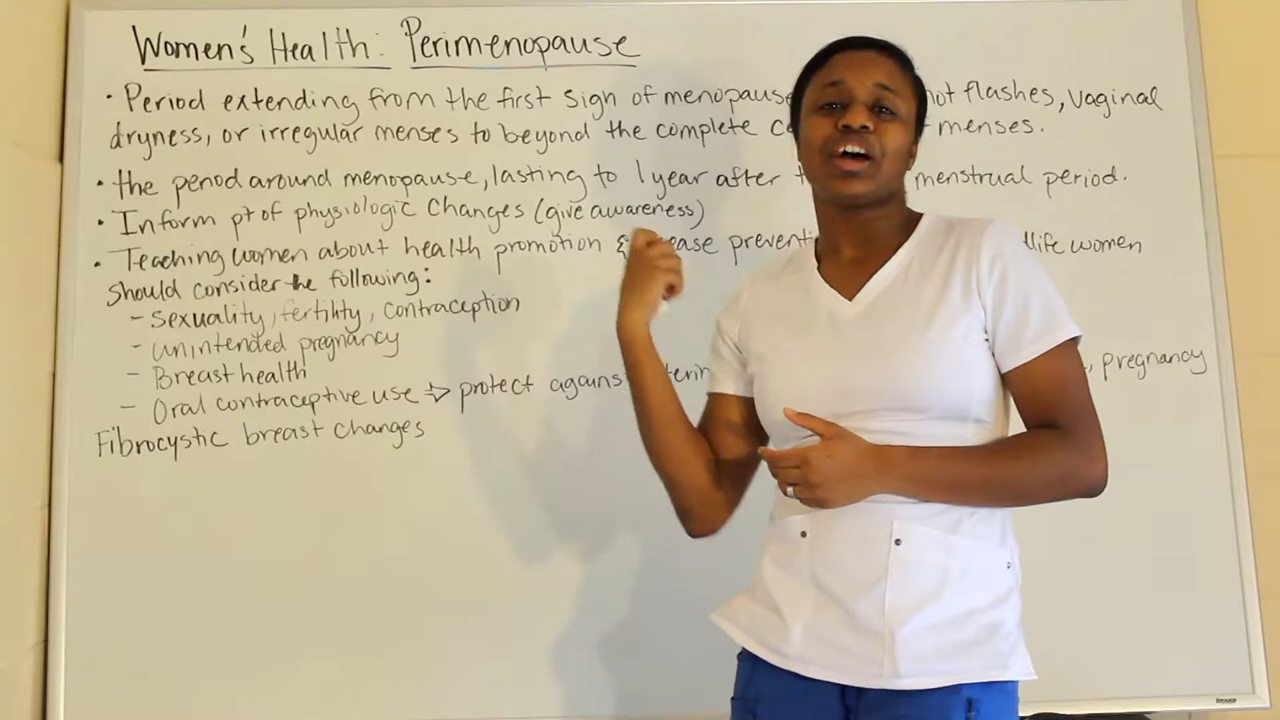 Women's Health: Perimenopause
• Period extending from the first sign of menopause hot flashes, vaginal
dryness, or irregular menses to beyond the complete menses.
• the period around menopause, lasting to 1 year after menstrual period.
• Inform pt of physiologic changes (give awareness)
• Teaching women about health promotion & women
should consider the following:
- Sexuality, fertility, contraception
- unintended pregnancy
- Breast health
- Oral contraceptive use ⇨ protect against , pregnancy
Fibrocystic breast changes